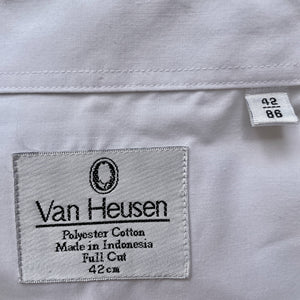 42
86
Van Heusen
Polyester Cotton
Made in Indonesia
Full Cut
42cm